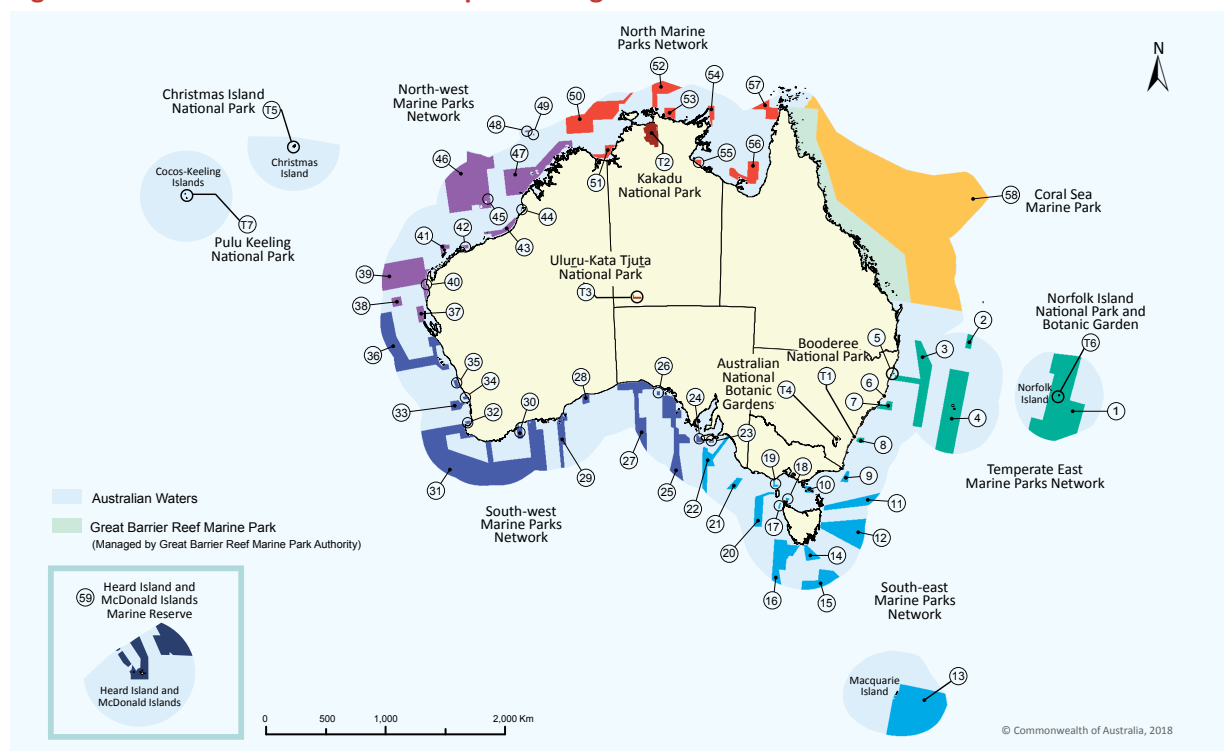 North Marine
Parks Network
Christmas Island
National Park
T5
Christmas
Island
Cocos-Keeling
Islands
T7
Pulu Keeling
National Park
North-west
Marine Parks
Network
N
46
47
48
49
50
51
52
53
54
55
56
57
T2
Kakadu
National Park
58
Coral Sea
Marine Park
45
44
43
42
41
40
39
38
37
36
35
34
33
32
31
30
29
28
27
26
25
24
23
22
21
20
19
18
17
16
15
14
12
11
10
9
8
7
6
5
4
3
2
1
Uluru-Kata Tjuta
National Park
T3
Booderee
National Park
T1
Australian
National
Botanic
Gardens
T4
Norfolk Island
National Park and
Botanic Garden
T6
Norfolk
Island
Temperate East
Marine Parks Network
South-west
Marine Parks
Network
South-east
Marine Parks
Network
Macquarie
Island
13
Australian Waters
Great Barrier Reef Marine Park
(Managed by Great Barrier Reef Marine Park Authority)
59
Heard Island and
McDonald Islands
Marine Reserve
Heard Island and
McDonald Islands
0 500 1,000 2,000 Km
© Commonwealth of Australia, 2018